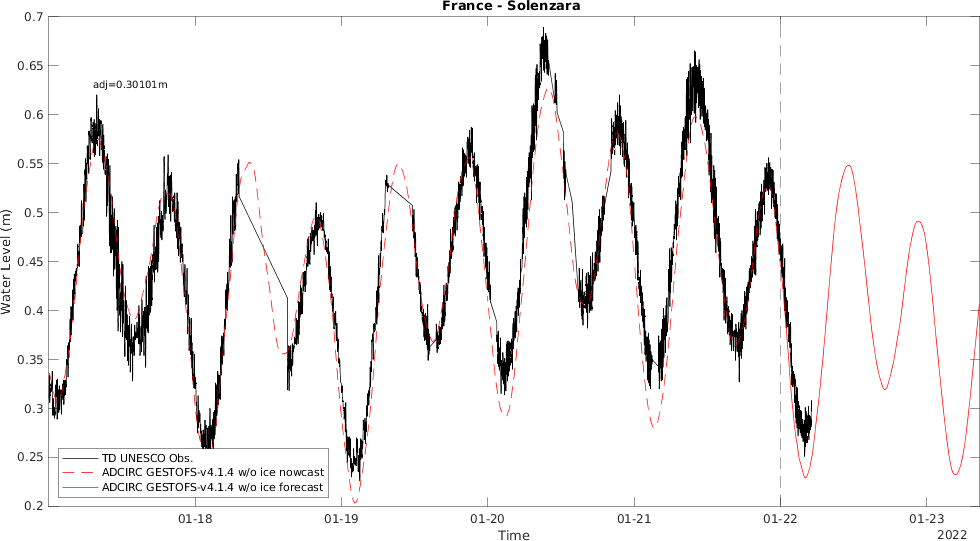 France - Solenzara
0.7
0.65
adj=0.30101m
0.6
0.55
0.5
0.45
0.4
0.35
0.3
0.25
0.2
Water Level (m)
TD UNESCO Obs.
ADCIRC GESTOFS-v4.1.4 w/o ice nowcast
ADCIRC GESTOFS-v4.1.4 w/o ice forecast
01-18 01-19 01-20 01-21 01-22 01-23
Time
2022